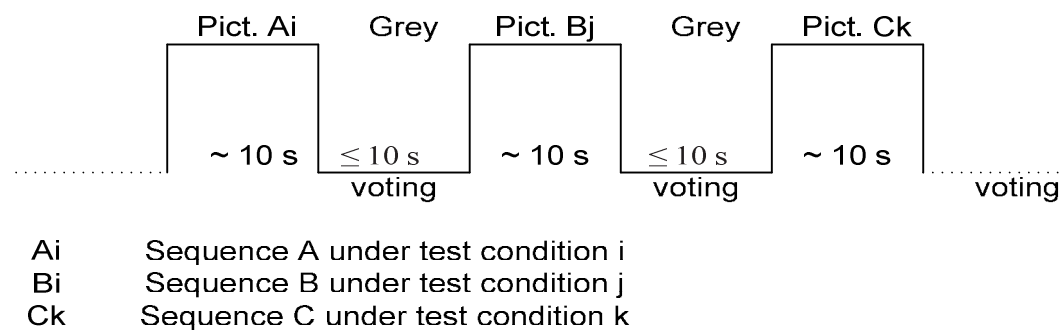 Pict. Ai Grey Pict. Bj Grey Pict. Ck
~ 10 s ≤ 10 s ~ 10 s ≤ 10 s ~ 10 s
voting voting voting
Ai Sequence A under test condition i
Bi Sequence B under test condition j
Ck Sequence C under test condition k